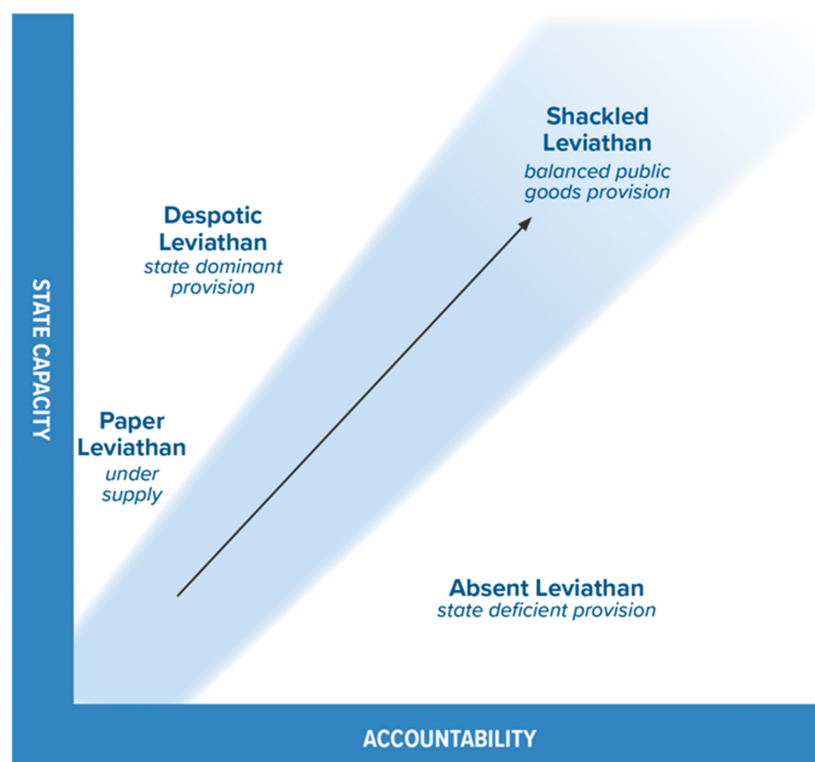 Shackled
Leviathan
balanced public
goods provision
Despotic
Leviathan
state dominant
provision
STATE CAPACITY
Paper
Leviathan
under
supply
Absent Leviathan
state deficient provision
ACCOUNTABILITY